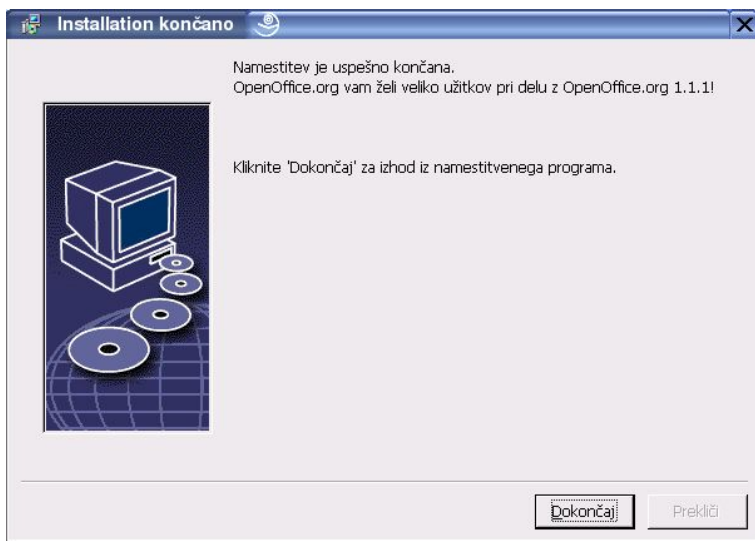 Installation končano
Namestitev je uspešno končana.
OpenOffice.org vam želi veliko užitkov pri delu z OpenOffice.org 1.1.1!
Kliknite 'Dokončaj' za izhod iz namestitvenega programa.
Dokončaj
Prekliči